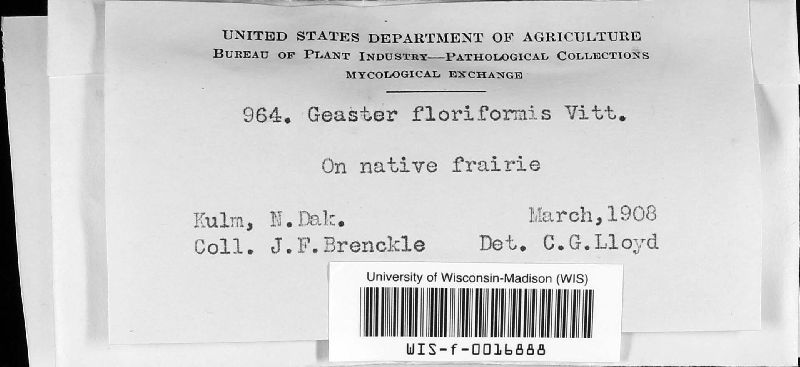 UNITED STATES DEPARTMENT OF AGRICULTURE
BUREAU OF PLANT INDUSTRY—PATHOLOGICAL COLLECTIONS
MYCOLOGICAL EXCHANGE
964. Geaster floriformis Vitt.
On native frairie
Kulm, N.Dak. March,1908
Coll. J.F.Brenckle Det. C.G.Lloyd
University of Wisconsin-Madison (WIS)
WIS-f-0016888